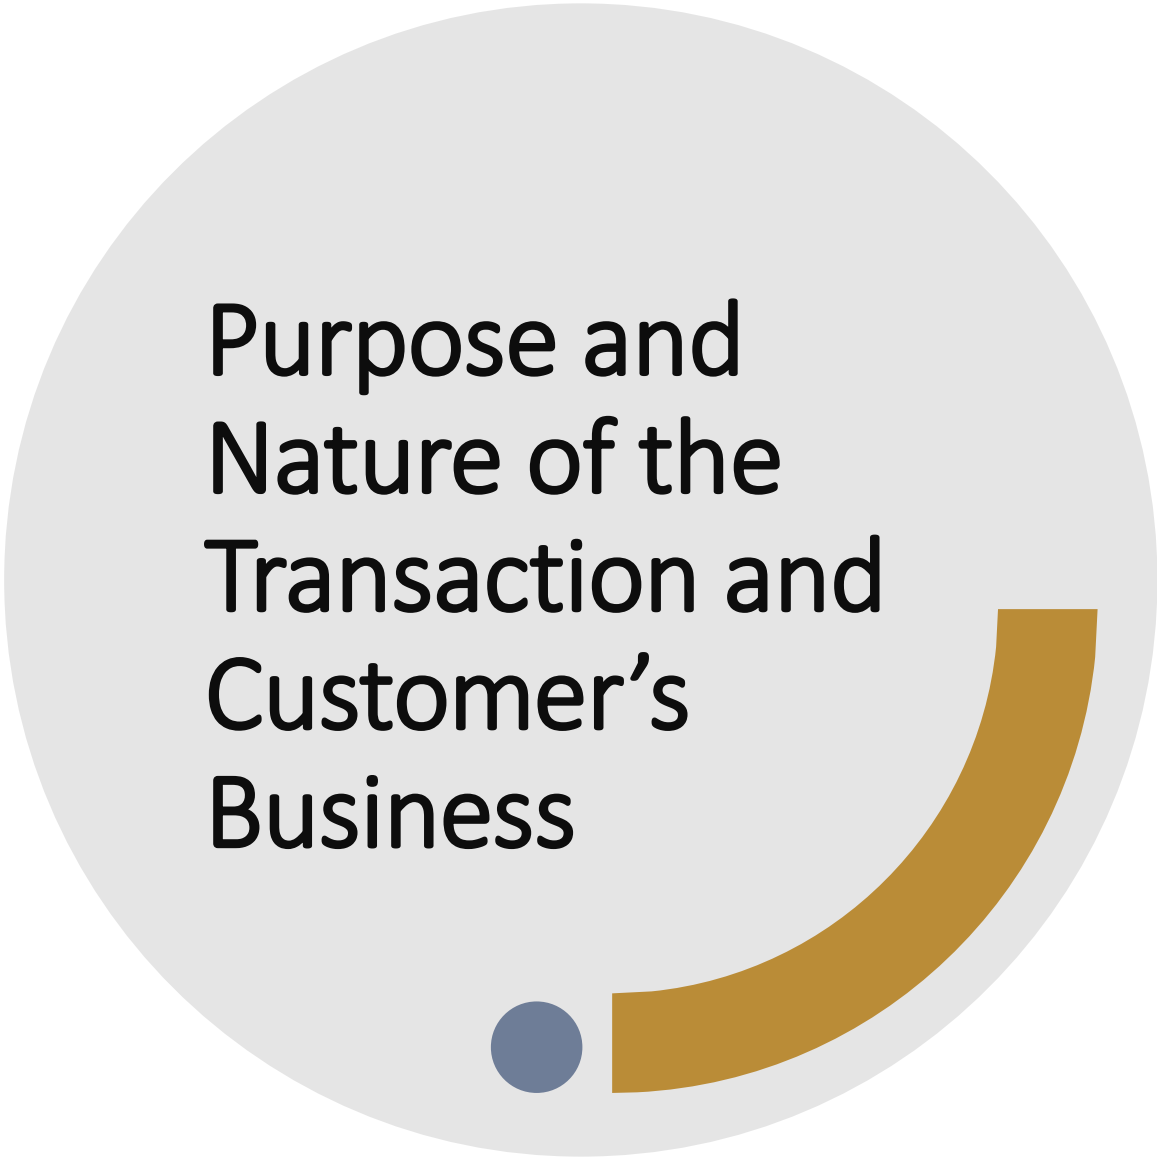 Purpose and
Nature of the
Transaction and
Customer’s
Business